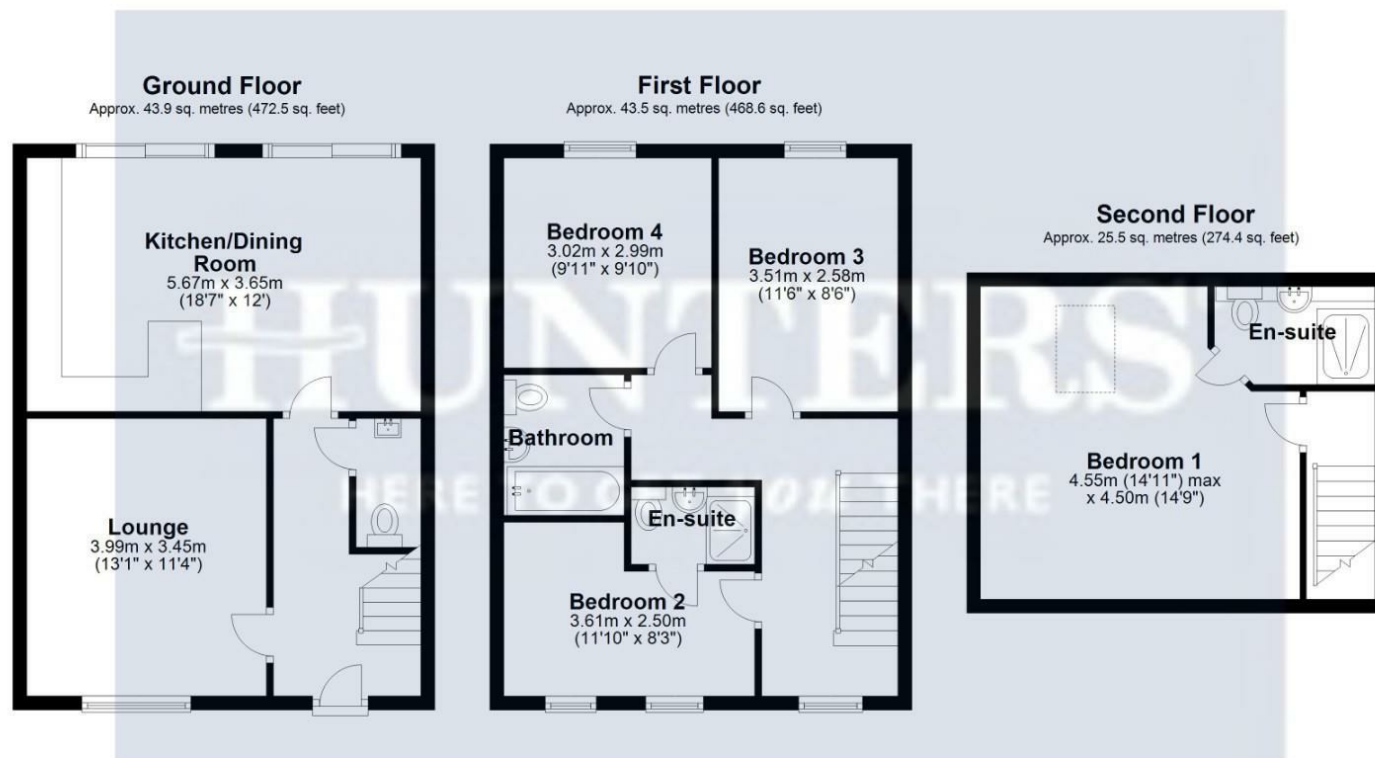 Ground Floor
Approx. 43.9 sq. metres (472.5 sq. feet)
Kitchen/Dining
Room
5.67m x 3.65m
(18'7" x 12')
Lounge
3.99m x 3.45m
(13'1" x 11'4")
First Floor
Approx. 43.5 sq. metres (468.6 sq. feet)
Bedroom 4
3.02m x 2.99m
(9'11" x 9'10")
Bedroom 3
3.51m x 2.58m
(11'6" x 8'6")
Bathroom
En-suite
Bedroom 2
3.61m x 2.50m
(11'10" x 8'3")
Second Floor
Approx. 25.5 sq. metres (274.4 sq. feet)
En-suite
Bedroom 1
4.55m (14'11") max
x 4.50m (14'9")
HUNTERS
HERE TO GET you THERE